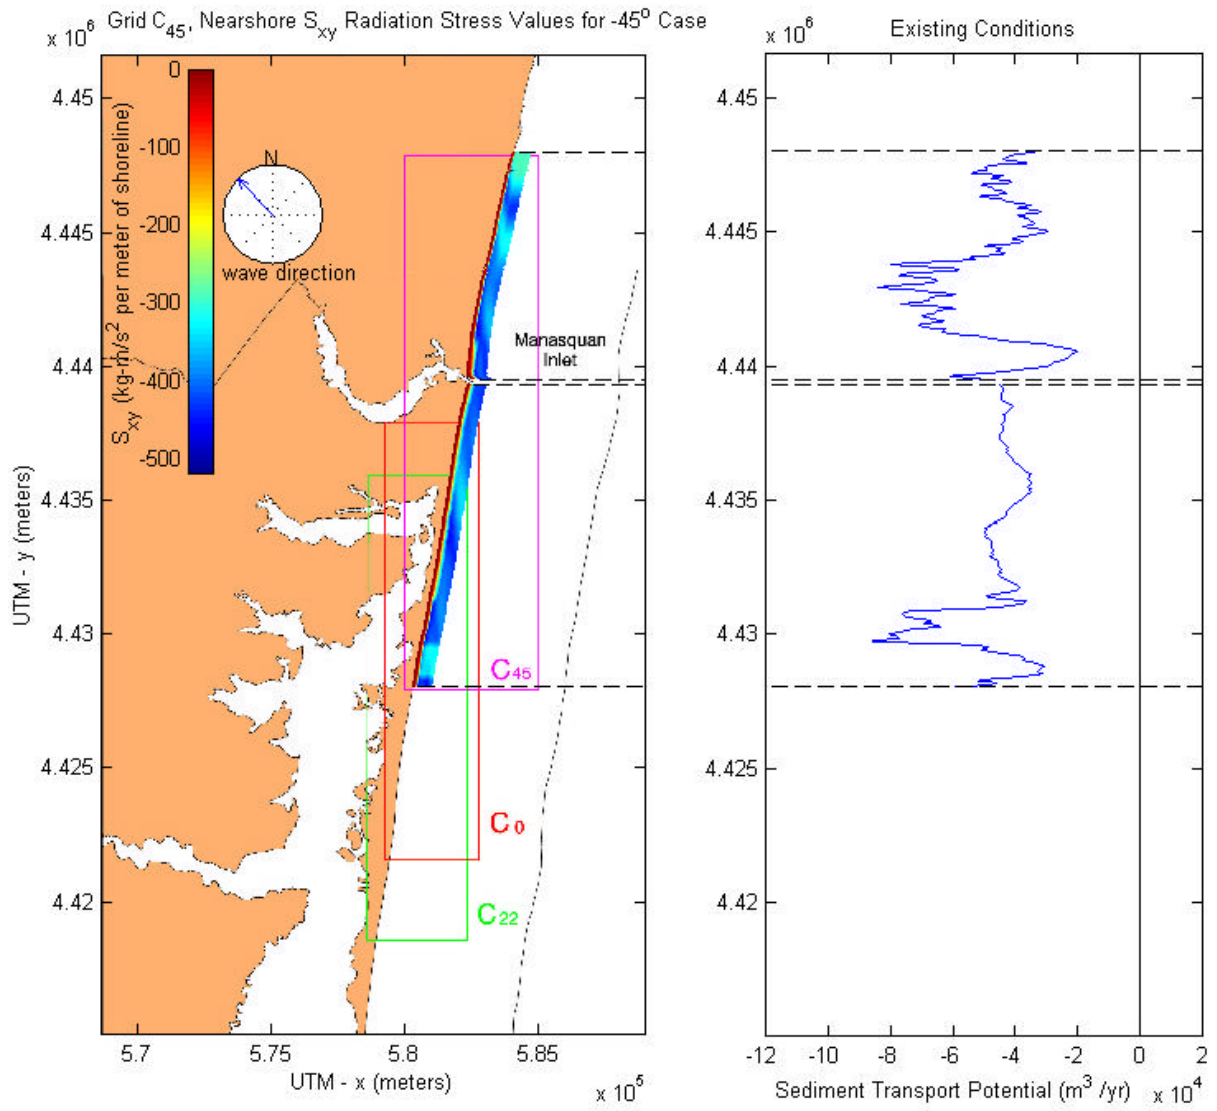 Grid C45, Nearshore Sxy Radiation Stress Values for -45° Case
x 10^6
4.45
4.445
4.44
4.435
4.43
4.425
4.42
UTM - y (meters)
0
-100
-200
-300
-400
-500
Sxy (kg-m/s² per meter of shoreline)
N
wave direction
Manasquan
Inlet
C45
C0
C22
5.7
5.75
5.8
5.85
UTM - x (meters)
x 10^5
Existing Conditions
x 10^6
4.45
4.445
4.44
4.435
4.43
4.425
4.42
-12
-10
-8
-6
-4
-2
0
2
Sediment Transport Potential (m³ /yr)
x 10^4